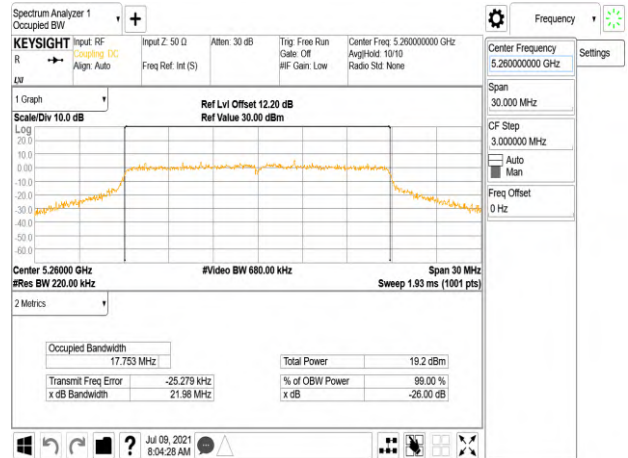 Spectrum Analyzer 1
Occupied BW
KEYSIGHT
R
Input: RF
Coupling: DC
Align: Auto
Input Z: 50 Ω
Freq Ref: Int (S)
Atten: 30 dB
Trig: Free Run
Gate: Off
#IF Gain: Low
Center Freq: 5.260000000 GHz
Avg|Hold: 10/10
Radio Std: None
1 Graph
Scale/Div 10.0 dB
Ref Lvl Offset 12.20 dB
Ref Value 30.00 dBm
Log
20.0
10.0
0.00
-10.0
-20.0
-30.0
-40.0
-50.0
-60.0
Center 5.26000 GHz
#Res BW 220.00 kHz
#Video BW 680.00 kHz
Span 30 MHz
Sweep 1.93 ms (1001 pts)
2 Metrics
Occupied Bandwidth
17.753 MHz
Transmit Freq Error -25.279 kHz
x dB Bandwidth 21.98 MHz
Total Power 19.2 dBm
% of OBW Power 99.00 %
x dB -26.00 dB
Jul 09, 2021
8:04:28 AM
?
Frequency
Settings
Center Frequency
5.260000000 GHz
Span
30.000 MHz
CF Step
3.000000 MHz
Auto
Man
Freq Offset
0 Hz